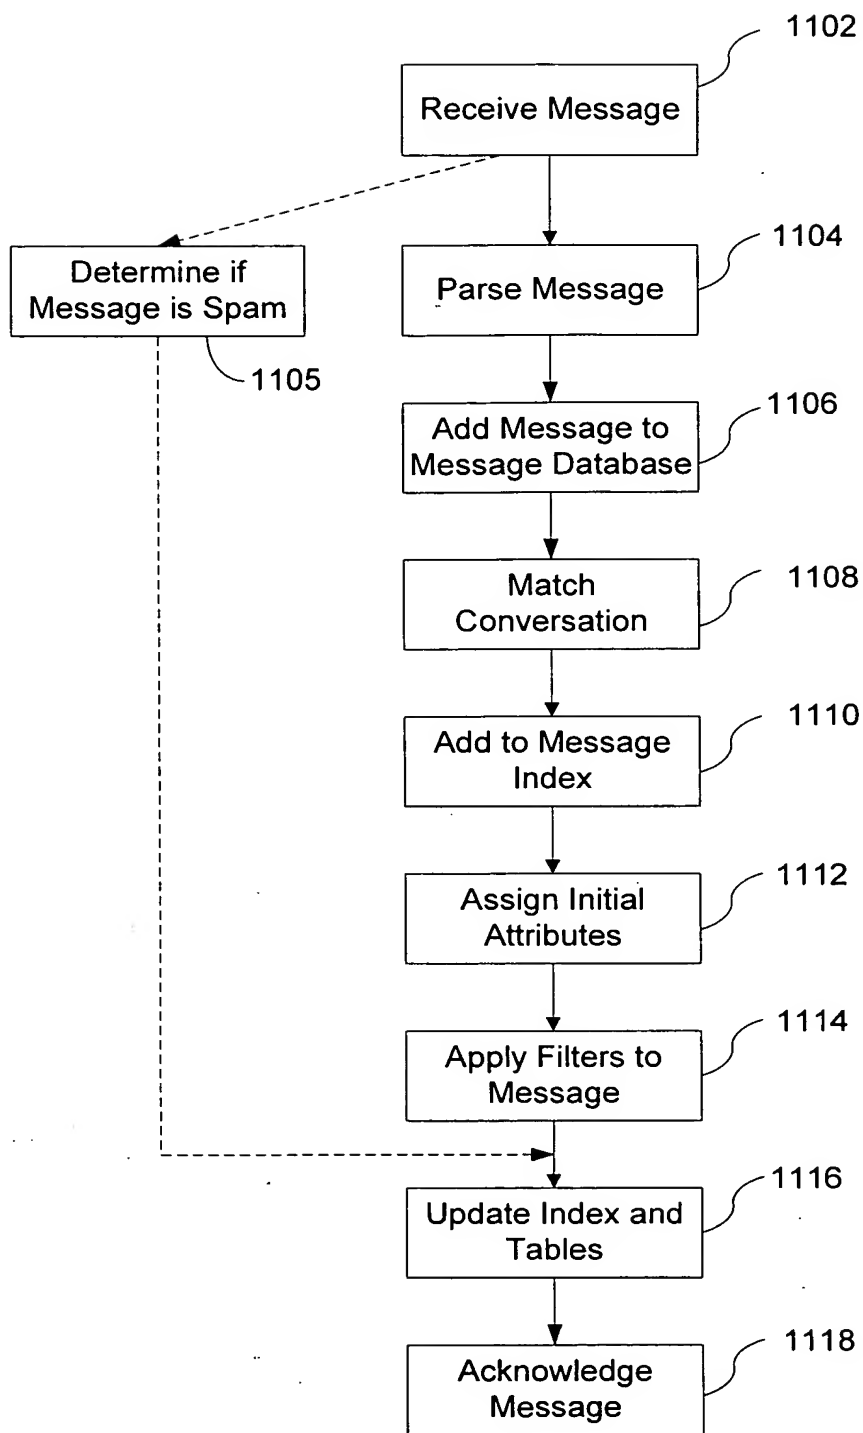 1102
Receive Message
1104
Parse Message
Determine if
Message is Spam
1105
1106
Add Message to
Message Database
1108
Match
Conversation
1110
Add to Message
Index
1112
Assign Initial
Attributes
1114
Apply Filters to
Message
1116
Update Index and
Tables
1118
Acknowledge
Message